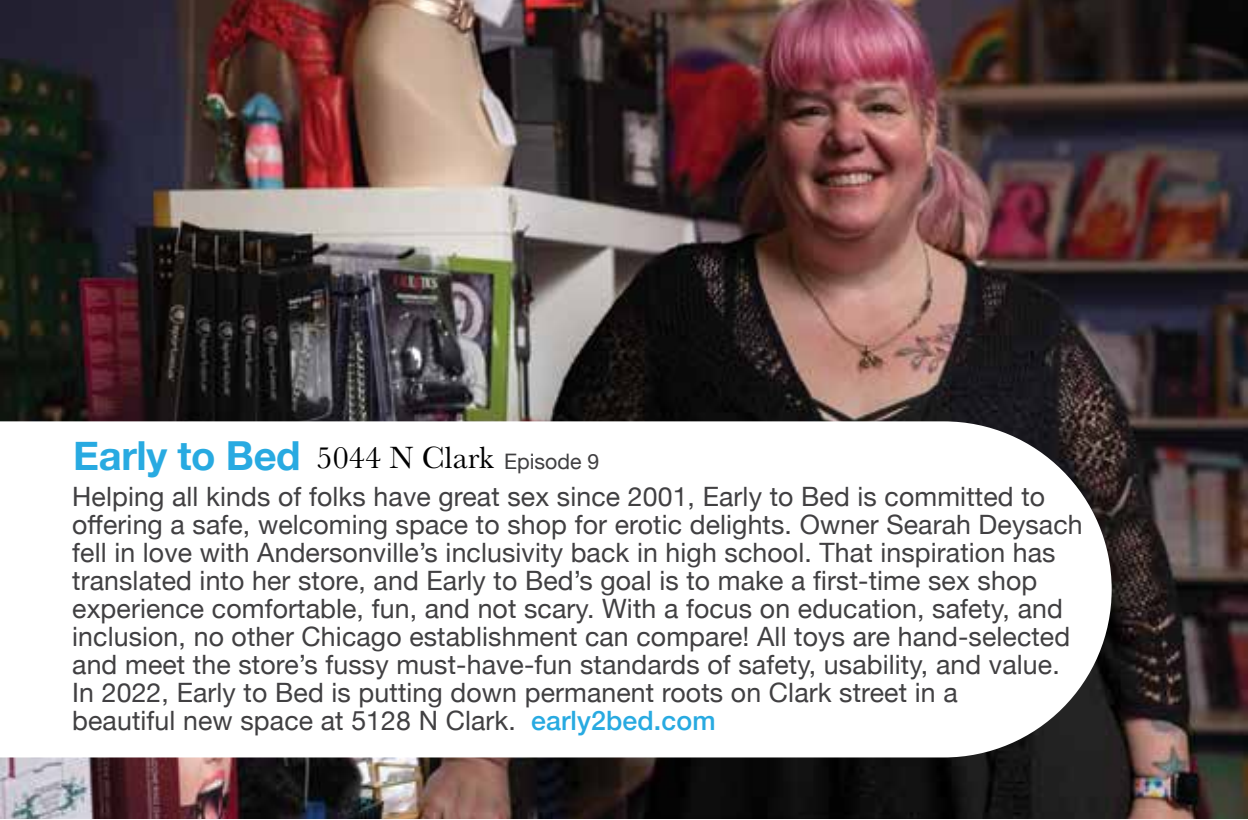 Early to Bed 5044 N Clark Episode 9
Helping all kinds of folks have great sex since 2001, Early to Bed is committed to
offering a safe, welcoming space to shop for erotic delights. Owner Searah Deysach
fell in love with Andersonville’s inclusivity back in high school. That inspiration has
translated into her store, and Early to Bed’s goal is to make a first-time sex shop
experience comfortable, fun, and not scary. With a focus on education, safety, and
inclusion, no other Chicago establishment can compare! All toys are hand-selected
and meet the store’s fussy must-have-fun standards of safety, usability, and value.
In 2022, Early to Bed is putting down permanent roots on Clark street in a
beautiful new space at 5128 N Clark. early2bed.com